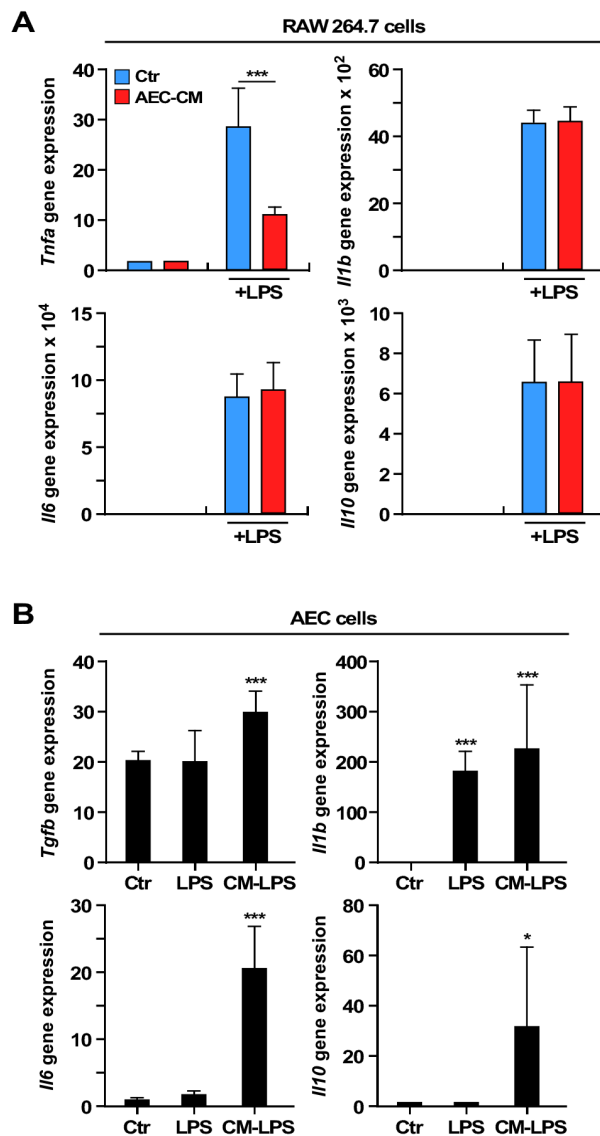 A
RAW 264.7 cells
Tnfa gene expression
40
30
20
10
0
Ctr
AEC-CM
***
+LPS
Il1b gene expression x 10²
60
40
20
0
+LPS
Il6 gene expression x 10⁴
15
10
5
0
+LPS
Il10 gene expression x 10³
10
8
6
4
2
0
+LPS
B
AEC cells
Tgfb gene expression
40
30
20
10
0
***
Ctr LPS CM-LPS
Il1b gene expression
400
300
200
100
0
***
***
Ctr LPS CM-LPS
Il6 gene expression
30
20
10
0
***
Ctr LPS CM-LPS
Il10 gene expression
80
60
40
20
0
*
Ctr LPS CM-LPS